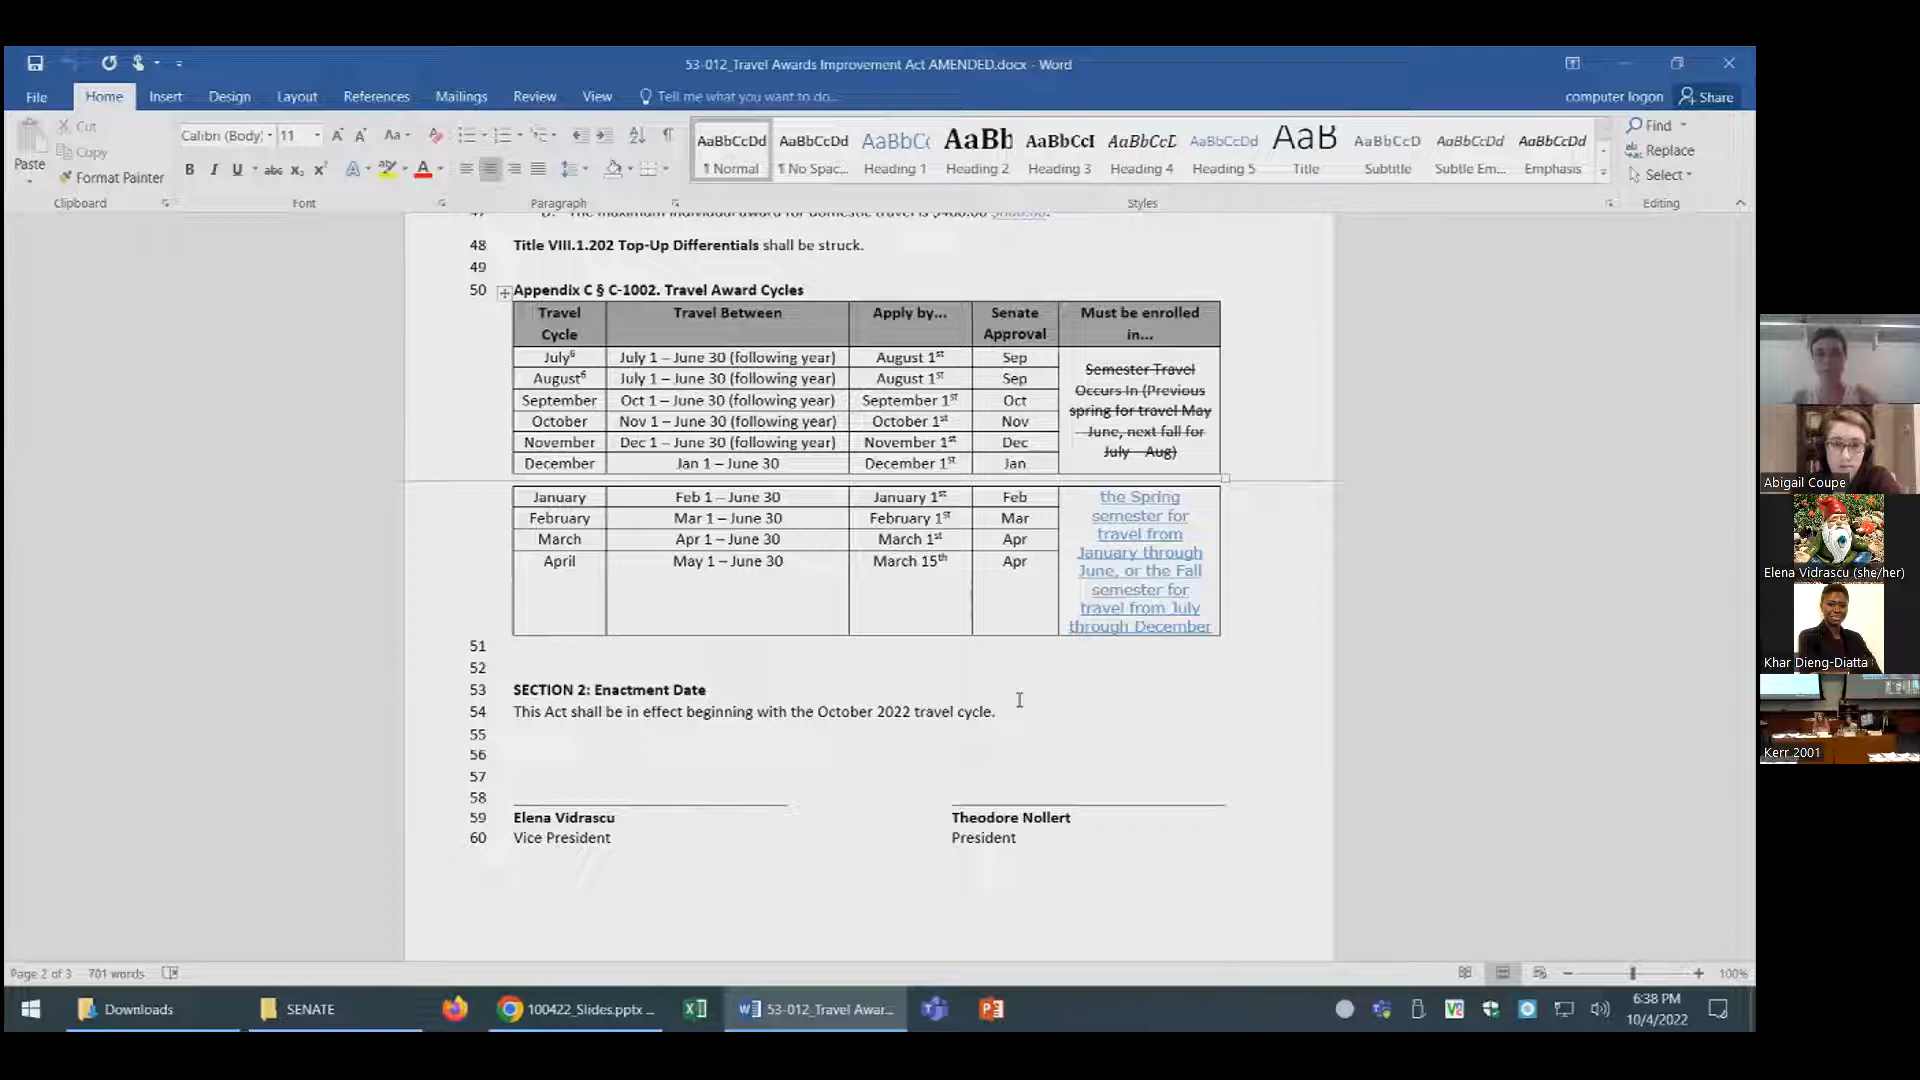 53-012_Travel Awards Improvement Act AMENDED.docx - Word
File Home Insert Design Layout References Mailings Review View Tell me what you want to do... computer logon Share
Paste Cut Copy Format Painter
Calibri (Body) 11
AaBbCcDd AaBbCcDd AaBbCc AaBb AaBbCcI AaBbCcD AaBbCcDd AaB AaBbCcD AaBbCcDd AaBbCcDd
¶ Normal ¶ No Spac... Heading 1 Heading 2 Heading 3 Heading 4 Heading 5 Title Subtitle Subtle Em... Emphasis
Find
Replace
Select
Clipboard Font Paragraph Styles Editing
47 D. The maximum individual award for domestic travel is
48 Title VIII.1.202 Top-Up Differentials shall be struck.
49
50 Appendix C § C-1002. Travel Award Cycles
Travel Cycle Travel Between Apply by... Senate Approval Must be enrolled in...
July⁶ July 1 – June 30 (following year) August 1st Sep
August⁶ July 1 – June 30 (following year) August 1st Sep
September Oct 1 – June 30 (following year) September 1st Oct
October Nov 1 – June 30 (following year) October 1st Nov
November Dec 1 – June 30 (following year) November 1st Dec
December Jan 1 – June 30 December 1st Jan
Semester Travel
Occurs In (Previous
spring for travel May
– June, next fall for
July – Aug)
January Feb 1 – June 30 January 1st Feb
February Mar 1 – June 30 February 1st Mar
March Apr 1 – June 30 March 1st Apr
April May 1 – June 30 March 15th Apr
the Spring
semester for
travel from
January through
June, or the Fall
semester for
travel from July
through December
51
52
53 SECTION 2: Enactment Date
54 This Act shall be in effect beginning with the October 2022 travel cycle.
55
56
57
58
59 Elena Vidrascu Theodore Nollert
60 Vice President President
Page 2 of 3 701 words 100%
Downloads SENATE 100422_Slides.pptx ... 53-012_Travel Awar...
6:38 PM
10/4/2022
Abigail Coupe
Elena Vidrascu (she/her)
Khar Dieng-Diatta
Kerr 2001